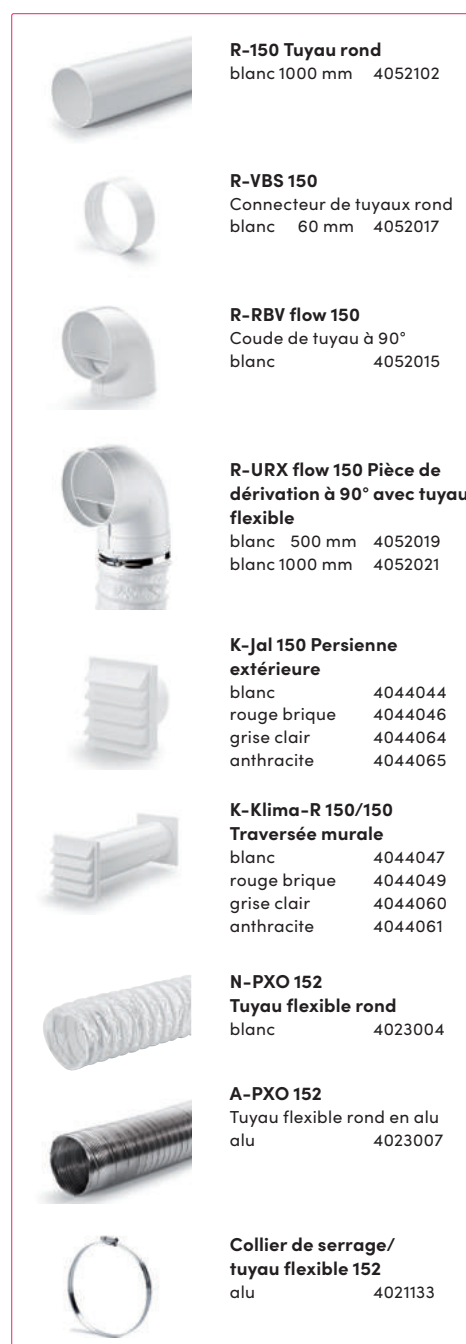 R-150 Tuyau rond
blanc 1000 mm 4052102
R-VBS 150
Connecteur de tuyaux rond
blanc 60 mm 4052017
R-RBV flow 150
Coude de tuyau à 90°
blanc 4052015
R-URX flow 150 Pièce de
dérivation à 90° avec tuyau
flexible
blanc 500 mm 4052019
blanc 1000 mm 4052021
K-Jal 150 Persienne
extérieure
blanc 4044044
rouge brique 4044046
grise clair 4044064
anthracite 4044065
K-Klima-R 150/150
Traversée murale
blanc 4044047
rouge brique 4044049
grise clair 4044060
anthracite 4044061
N-PXO 152
Tuyau flexible rond
blanc 4023004
A-PXO 152
Tuyau flexible rond en alu
alu 4023007
Collier de serrage/
tuyau flexible 152
alu 4021133